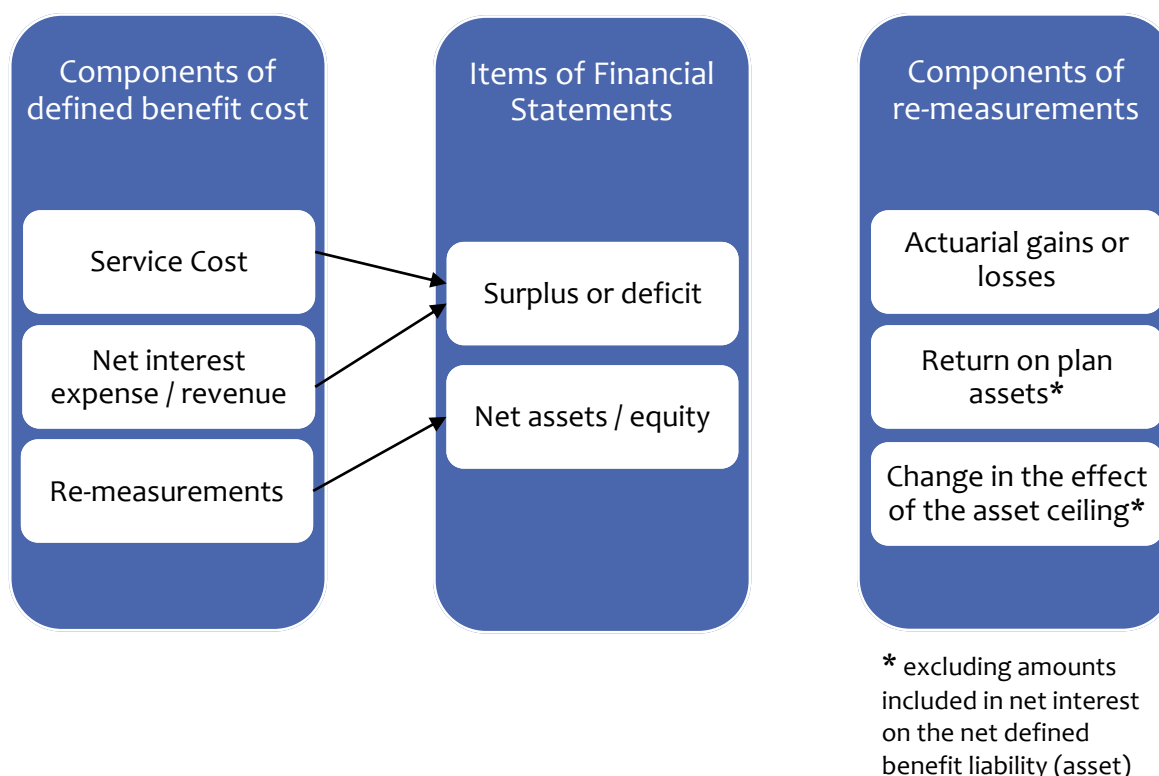 Components of
defined benefit cost
Service Cost
Net interest
expense / revenue
Re-measurements
Items of Financial
Statements
Surplus or deficit
Net assets / equity
Components of
re-measurements
Actuarial gains or
losses
Return on plan
assets*
Change in the effect
of the asset ceiling*
* excluding amounts
included in net interest
on the net defined
benefit liability (asset)